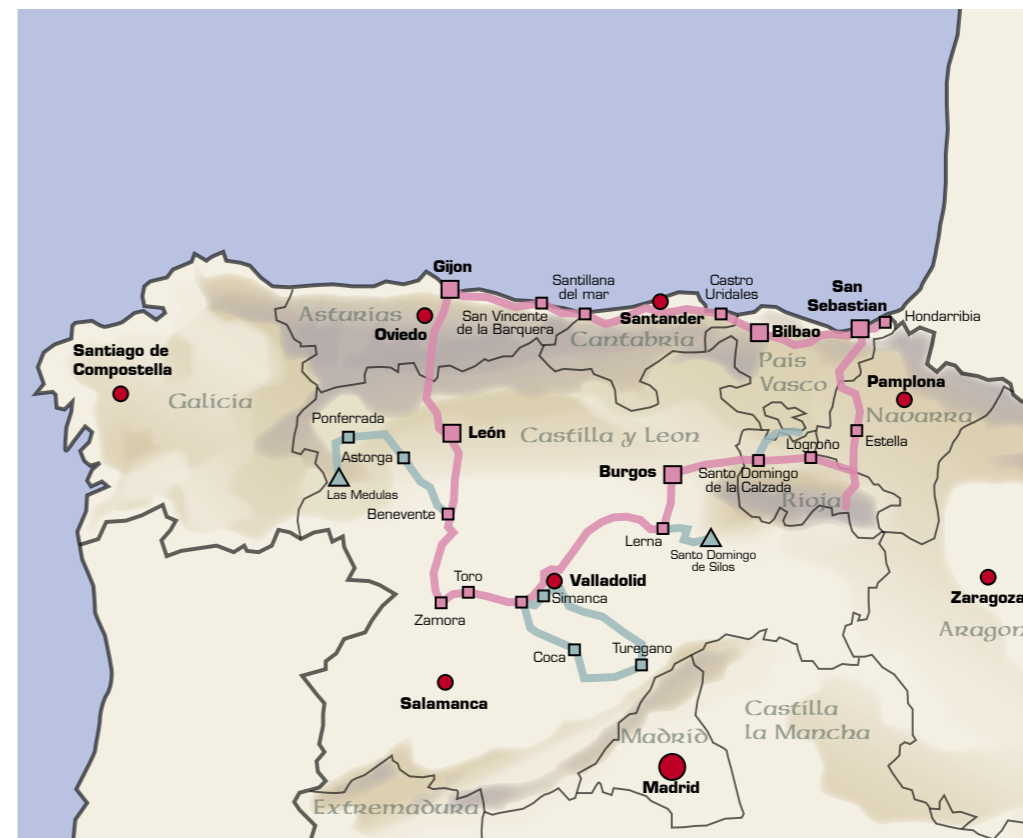 Gijon
Santillana
del mar
Castro
Uridales
San
Sebastian
Hondarribia
Asturias
Oviedo
San Vincente
de la Barquera
Santander
Cantabria
Bilbao
País
Vasco
Santiago de
Compostella
Galicia
Pamplona
Navarra
Ponferrada
Astorga
Las Medulas
Benevente
León
Castilla y Leon
Burgos
Santo Domingo
de la Calzada
Logroño
Estella
Rioja
Lerna
Santo Domingo
de Silos
Toro
Zamora
Valladolid
Simanca
Coca
Turegano
Zaragoza
Aragon
Salamanca
Castilla
la Mancha
Madrid
Madrid
Extremadura